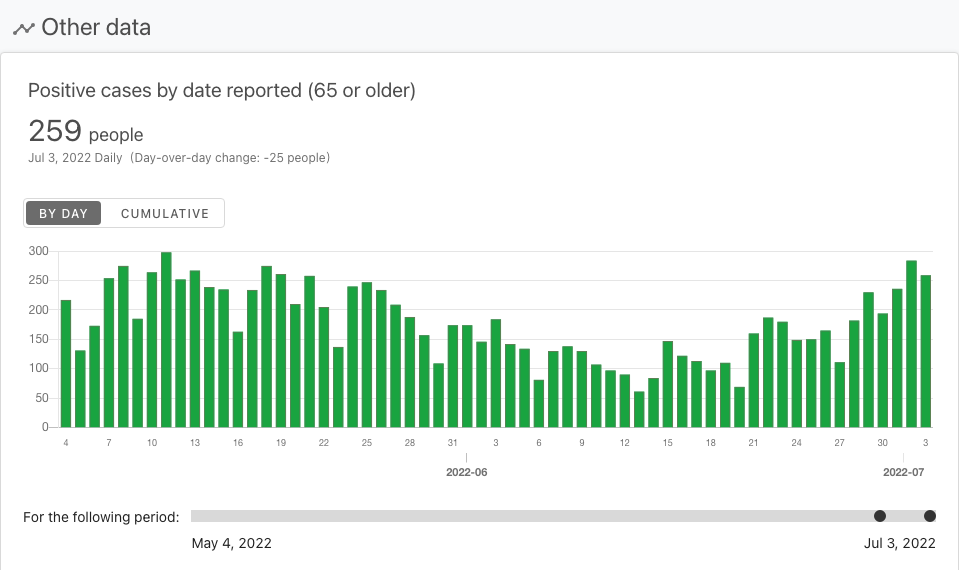 Other data
Positive cases by date reported (65 or older)
259 people
Jul 3, 2022 Daily (Day-over-day change: -25 people)
BY DAY CUMULATIVE
300
250
200
150
100
50
0
4 7 10 13 16 19 22 25 28 31 3 6 9 12 15 18 21 24 27 30 3
2022-06 2022-07
For the following period:
May 4, 2022 Jul 3, 2022